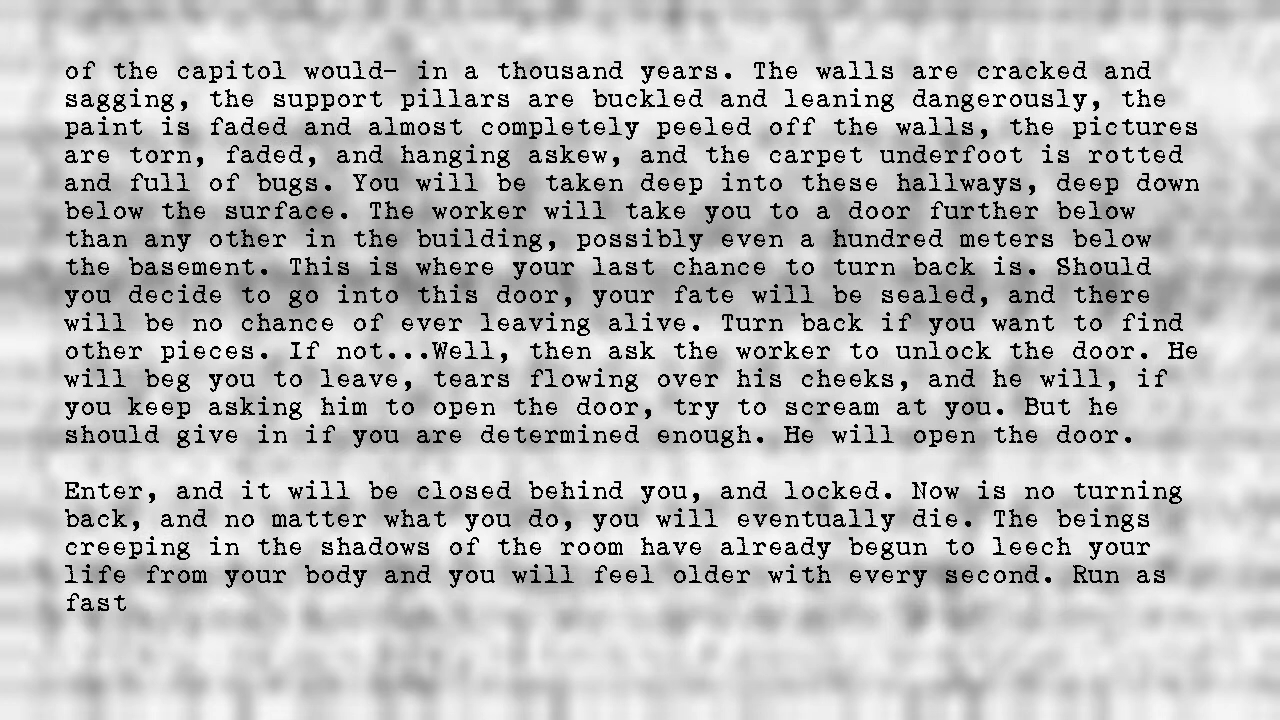 of the capitol would- in a thousand years. The walls are cracked and
sagging, the support pillars are buckled and leaning dangerously, the
paint is faded and almost completely peeled off the walls, the pictures
are torn, faded, and hanging askew, and the carpet underfoot is rotted
and full of bugs. You will be taken deep into these hallways, deep down
below the surface. The worker will take you to a door further below
than any other in the building, possibly even a hundred meters below
the basement. This is where your last chance to turn back is. Should
you decide to go into this door, your fate will be sealed, and there
will be no chance of ever leaving alive. Turn back if you want to find
other pieces. If not...Well, then ask the worker to unlock the door. He
will beg you to leave, tears flowing over his cheeks, and he will, if
you keep asking him to open the door, try to scream at you. But he
should give in if you are determined enough. He will open the door.

Enter, and it will be closed behind you, and locked. Now is no turning
back, and no matter what you do, you will eventually die. The beings
creeping in the shadows of the room have already begun to leech your
life from your body and you will feel older with every second. Run as
fast